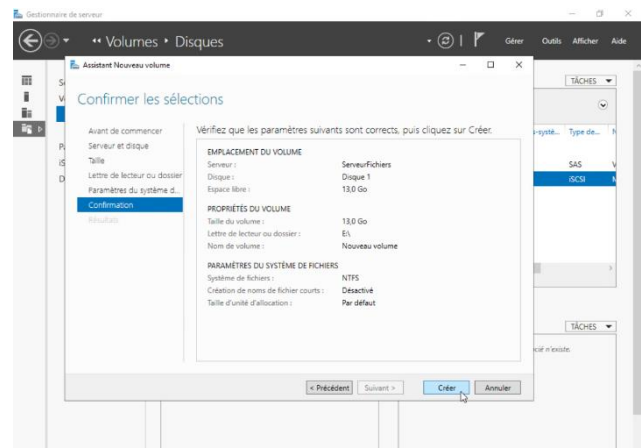 Gestionnaire de serveur
Volumes • Disques
Gérer Outils Afficher Aide
Assistant Nouveau volume
TÂCHES
Confirmer les sélections
Avant de commencer
Serveur et disque
Taille
Lettre de lecteur ou dossier
Paramètres du système d...
Confirmation
Résultats
Vérifiez que les paramètres suivants sont corrects, puis cliquez sur Créer.
EMPLACEMENT DU VOLUME
Serveur : ServeurFichiers
Disque : Disque 1
Espace libre : 13,0 Go
PROPRIÉTÉS DU VOLUME
Taille du volume : 13,0 Go
Lettre de lecteur ou dossier : E:\
Nom de volume : Nouveau volume
PARAMÈTRES DU SYSTÈME DE FICHIERS
Système de fichiers : NTFS
Création de noms de fichier courts : Désactivé
Taille d'unité d'allocation : Par défaut
Type de...
SAS
iSCSI
TÂCHES
n'existe.
< Précédent Suivant > Créer Annuler